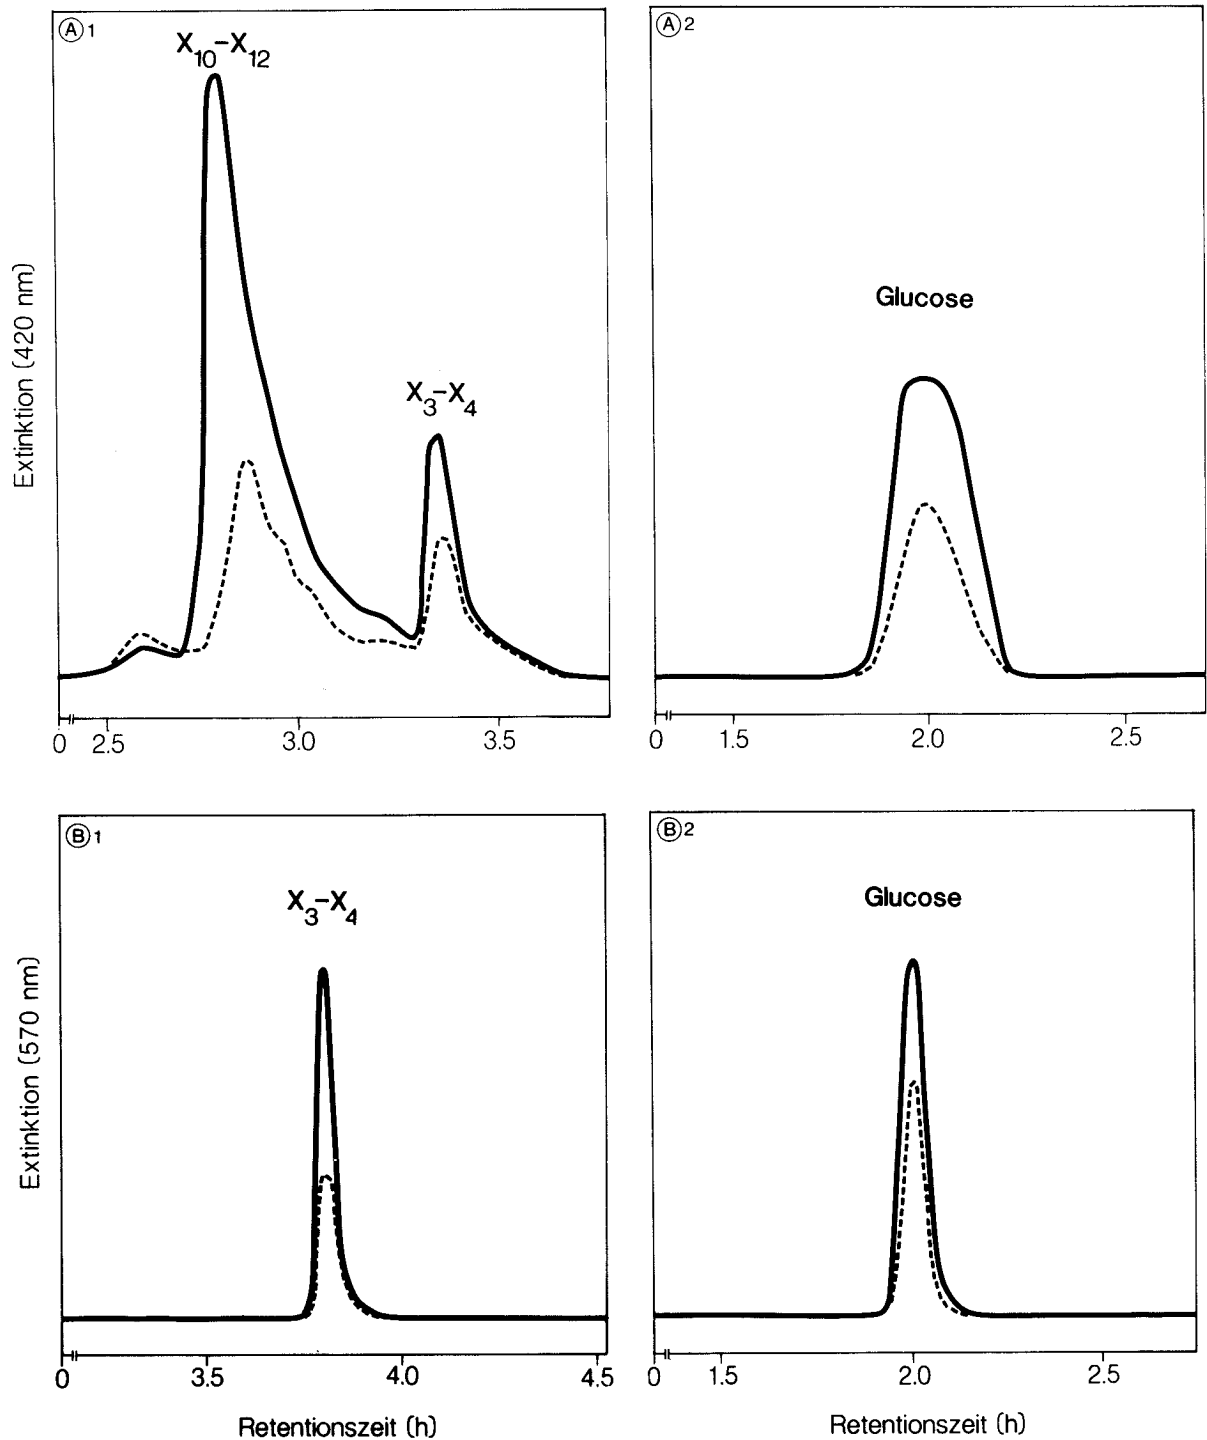 Ⓐ1
X₁₀–X₁₂
X₃–X₄
Extinktion (420 nm)
0 2.5 3.0 3.5
Ⓐ2
Glucose
0 1.5 2.0 2.5
Ⓑ1
X₃–X₄
Extinktion (570 nm)
0 3.5 4.0 4.5
Retentionszeit (h)
Ⓑ2
Glucose
0 1.5 2.0 2.5
Retentionszeit (h)